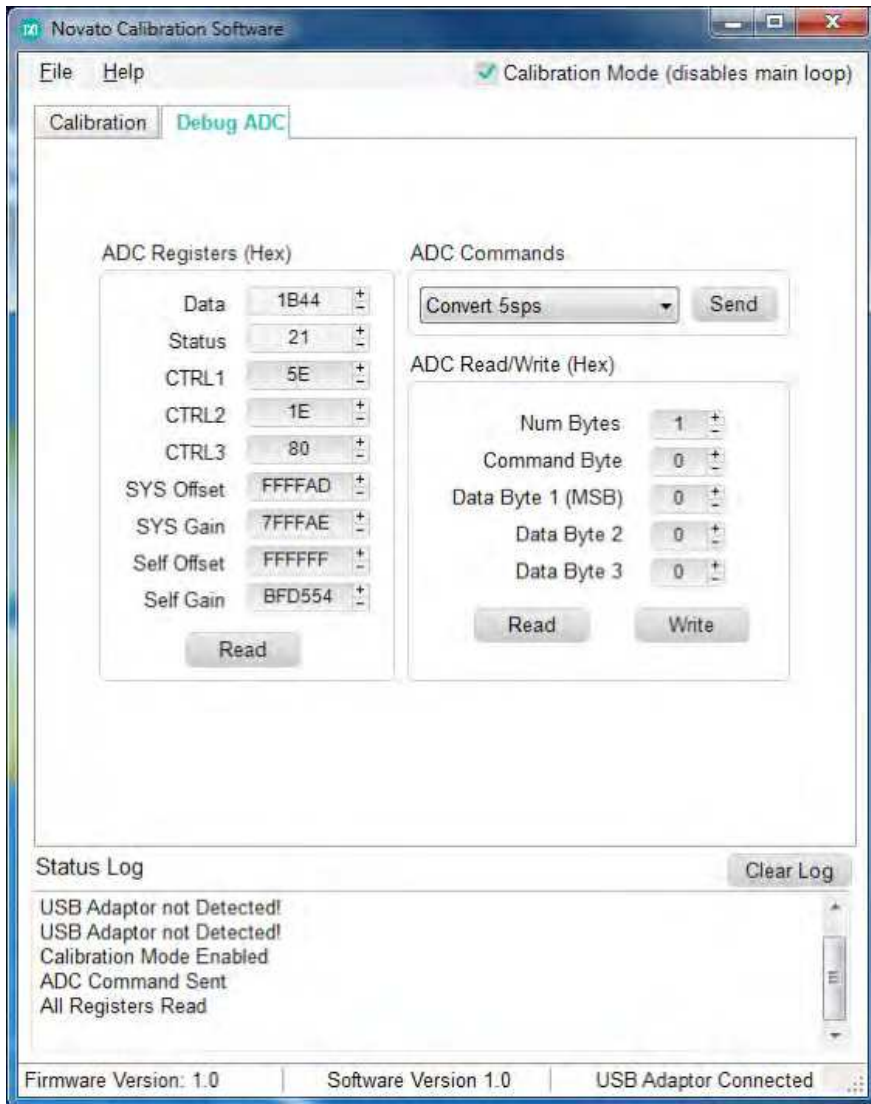 Novato Calibration Software
File Help Calibration Mode (disables main loop)
Calibration Debug ADC
ADC Registers (Hex)
Data 1B44
Status 21
CTRL1 5E
CTRL2 1E
CTRL3 80
SYS Offset FFFFAD
SYS Gain 7FFFAE
Self Offset FFFFFF
Self Gain BFD554
Read
ADC Commands
Convert 5sps Send
ADC Read/Write (Hex)
Num Bytes 1
Command Byte 0
Data Byte 1 (MSB) 0
Data Byte 2 0
Data Byte 3 0
Read Write
Status Log Clear Log
USB Adaptor not Detected!
USB Adaptor not Detected!
Calibration Mode Enabled
ADC Command Sent
All Registers Read
Firmware Version: 1.0 Software Version 1.0 USB Adaptor Connected